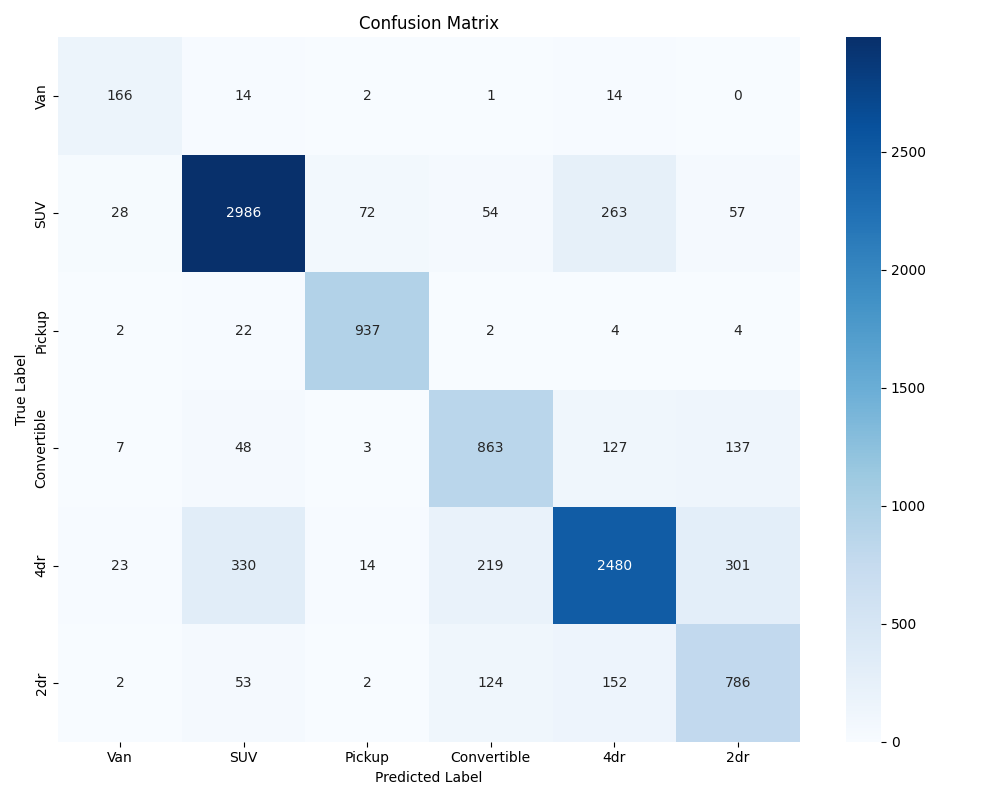 Confusion Matrix
True Label
Van 166 14 2 1 14 0
SUV 28 2986 72 54 263 57
Pickup 2 22 937 2 4 4
Convertible 7 48 3 863 127 137
4dr 23 330 14 219 2480 301
2dr 2 53 2 124 152 786
Van SUV Pickup Convertible 4dr 2dr
Predicted Label
2500
2000
1500
1000
500
0